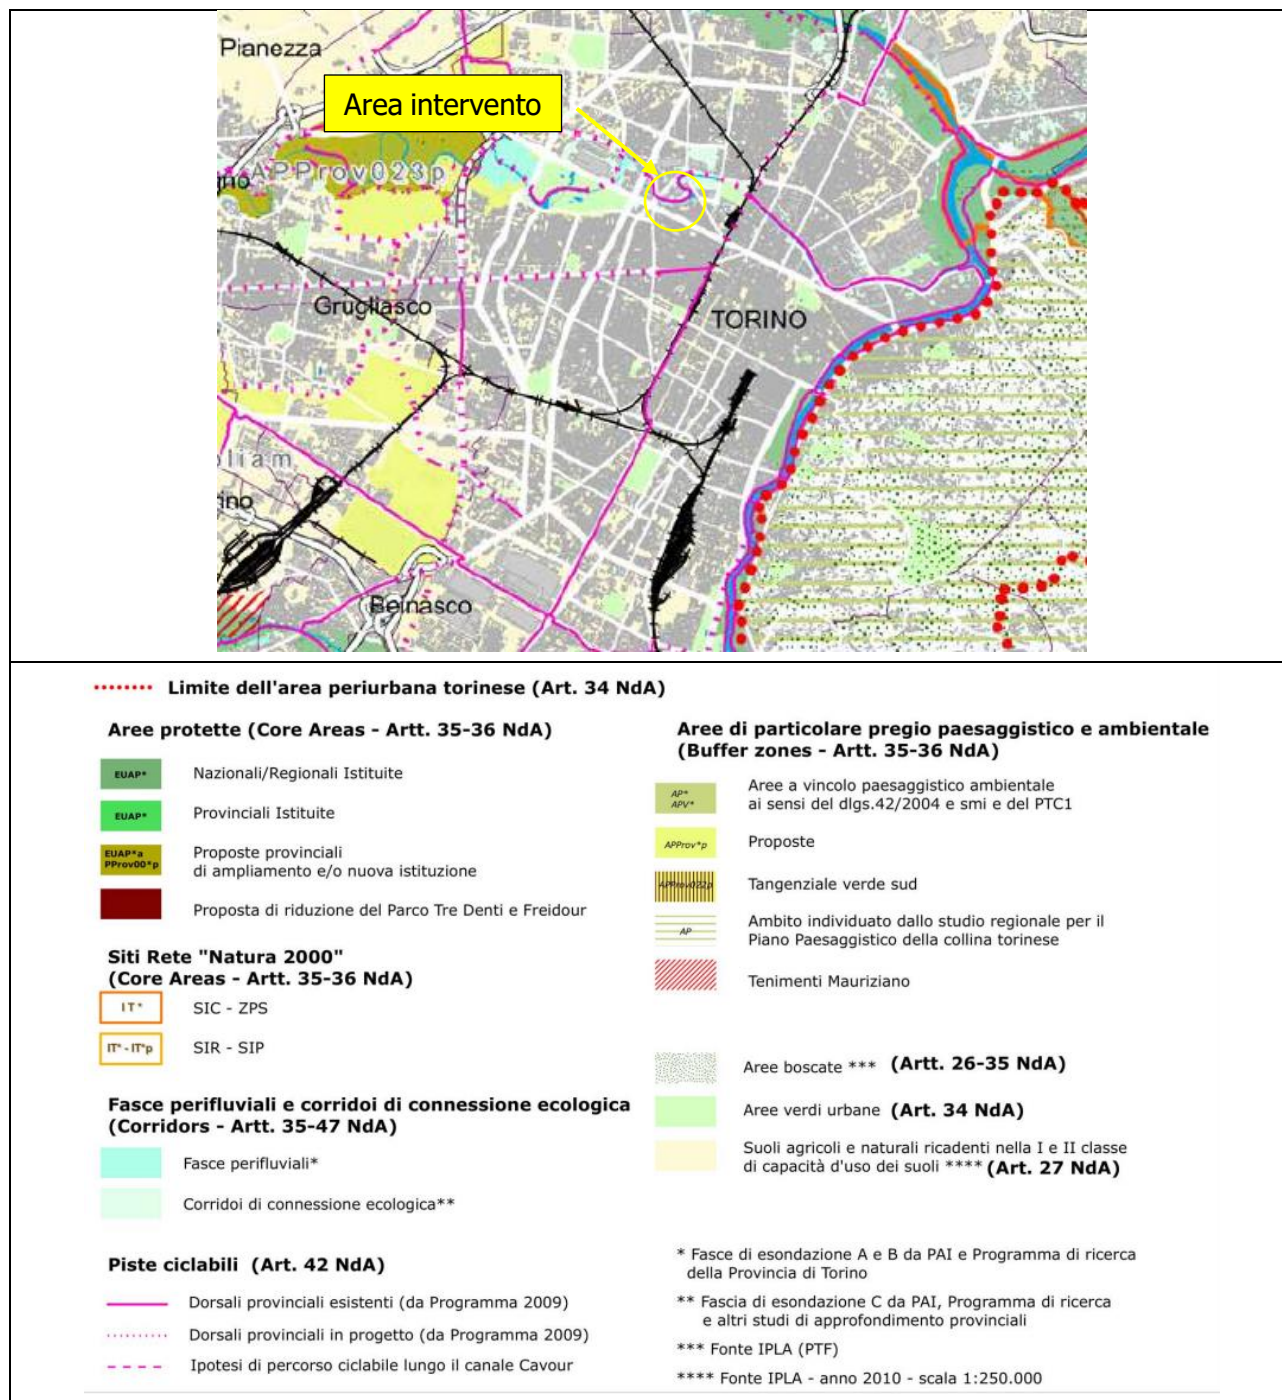 Pianezza
Area intervento
APProv023p
gno
Grugliasco
TORINO
oliam
ino
Beinasco
Limite dell'area periurbana torinese (Art. 34 NdA)
Aree protette (Core Areas - Artt. 35-36 NdA)
EUAP*
Nazionali/Regionali Istituite
EUAP*
Provinciali Istituite
EUAP*a
PProv00*p
Proposte provinciali
di ampliamento e/o nuova istituzione
Proposta di riduzione del Parco Tre Denti e Freidour
Siti Rete "Natura 2000"
(Core Areas - Artt. 35-36 NdA)
IT*
SIC - ZPS
IT* - IT*p
SIR - SIP
Fasce perifluviali e corridoi di connessione ecologica
(Corridors - Artt. 35-47 NdA)
Fasce perifluviali*
Corridoi di connessione ecologica**
Piste ciclabili (Art. 42 NdA)
Dorsali provinciali esistenti (da Programma 2009)
Dorsali provinciali in progetto (da Programma 2009)
Ipotesi di percorso ciclabile lungo il canale Cavour
Aree di particolare pregio paesaggistico e ambientale
(Buffer zones - Artt. 35-36 NdA)
AP*
APV*
Aree a vincolo paesaggistico ambientale
ai sensi del dlgs.42/2004 e smi e del PTC1
APProv*p
Proposte
APProv022p
Tangenziale verde sud
AP
Ambito individuato dallo studio regionale per il
Piano Paesaggistico della collina torinese
Tenimenti Mauriziano
Aree boscate *** (Artt. 26-35 NdA)
Aree verdi urbane (Art. 34 NdA)
Suoli agricoli e naturali ricadenti nella I e II classe
di capacità d'uso dei suoli **** (Art. 27 NdA)
* Fasce di esondazione A e B da PAI e Programma di ricerca
della Provincia di Torino
** Fascia di esondazione C da PAI, Programma di ricerca
e altri studi di approfondimento provinciali
*** Fonte IPLA (PTF)
**** Fonte IPLA - anno 2010 - scala 1:250.000